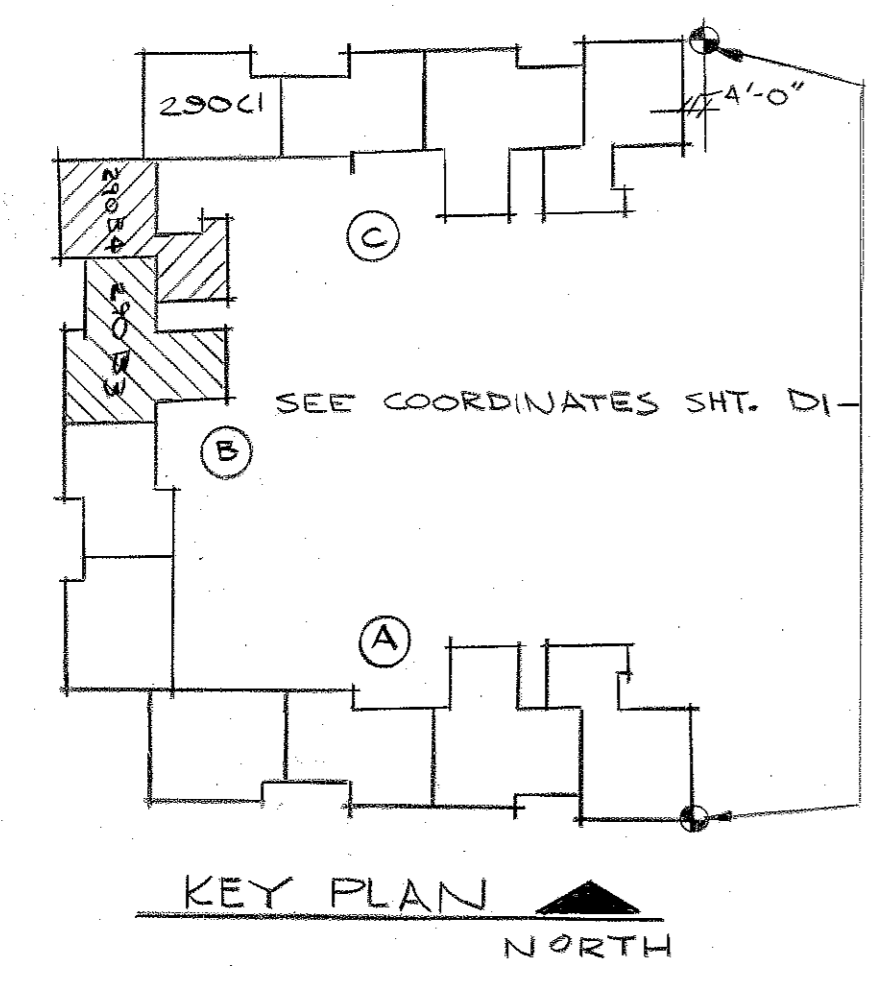 290C1
4'-0"
290B4
C
290B3
SEE COORDINATES SHT. D1
B
A
KEY PLAN
NORTH